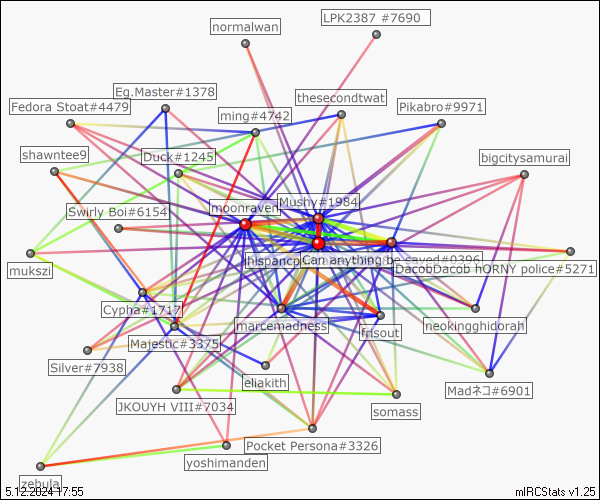 LPK2387 #7690
normalwan
Eg.Master#1378
thesecondtwat
Fedora Stoat#4479
ming#4742
Pikabro#9971
shawntee9
Duck#1245
bigcitysamurai
Mushy#1984
moonraven
Swirly Boi#6154
hispancp
Can anything be saved#0396
mukszi
DacobDacob hORNY police#5271
Cypha#1717
marcemadness
frisout
neokingghidorah
Majestic#3375
Silver#7938
eliakith
Madネコ#6901
JKOUYH VIII#7034
somass
Pocket Persona#3326
yoshimanden
zebula
5.12.2024 17:55
mIRCStats v1.25